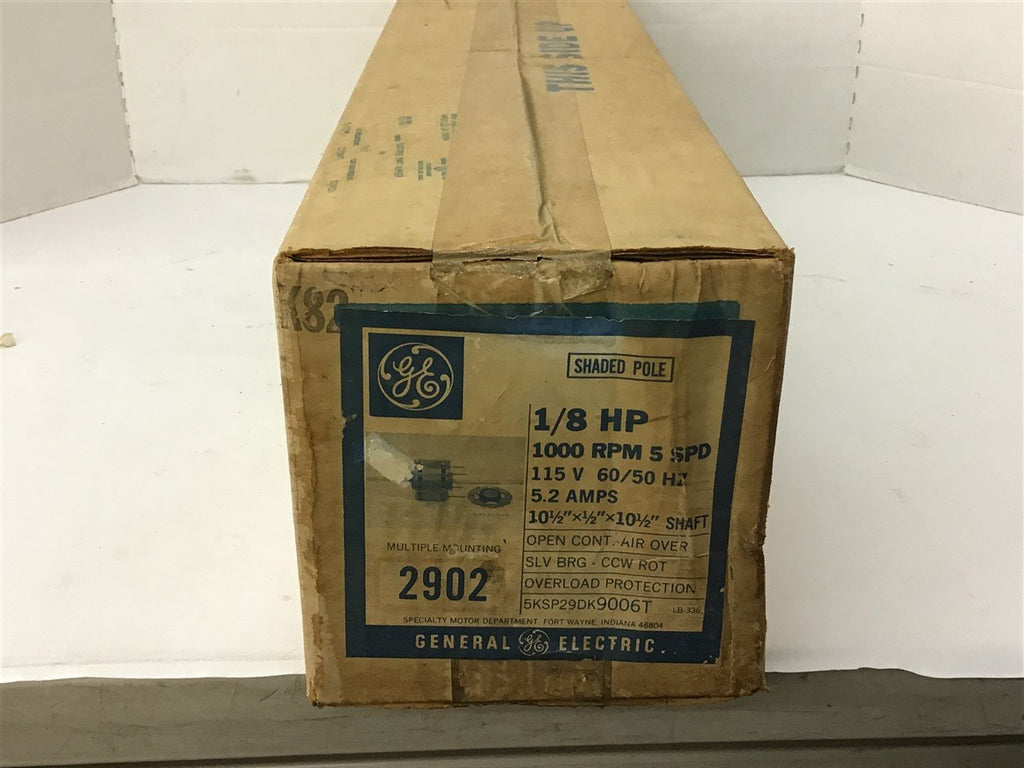 THIS SIDE UP
K82
GE
SHADED POLE
1/8 HP
1000 RPM 5 SPD
115 V 60/50 HZ
5.2 AMPS
10½"×½"×10½" SHAFT
OPEN CONT.-AIR OVER
SLV BRG - CCW ROT
OVERLOAD PROTECTION
5KSP29DK9006T
LB-336
MULTIPLE MOUNTING
2902
SPECIALTY MOTOR DEPARTMENT FORT WAYNE, INDIANA 46804
GENERAL GE ELECTRIC